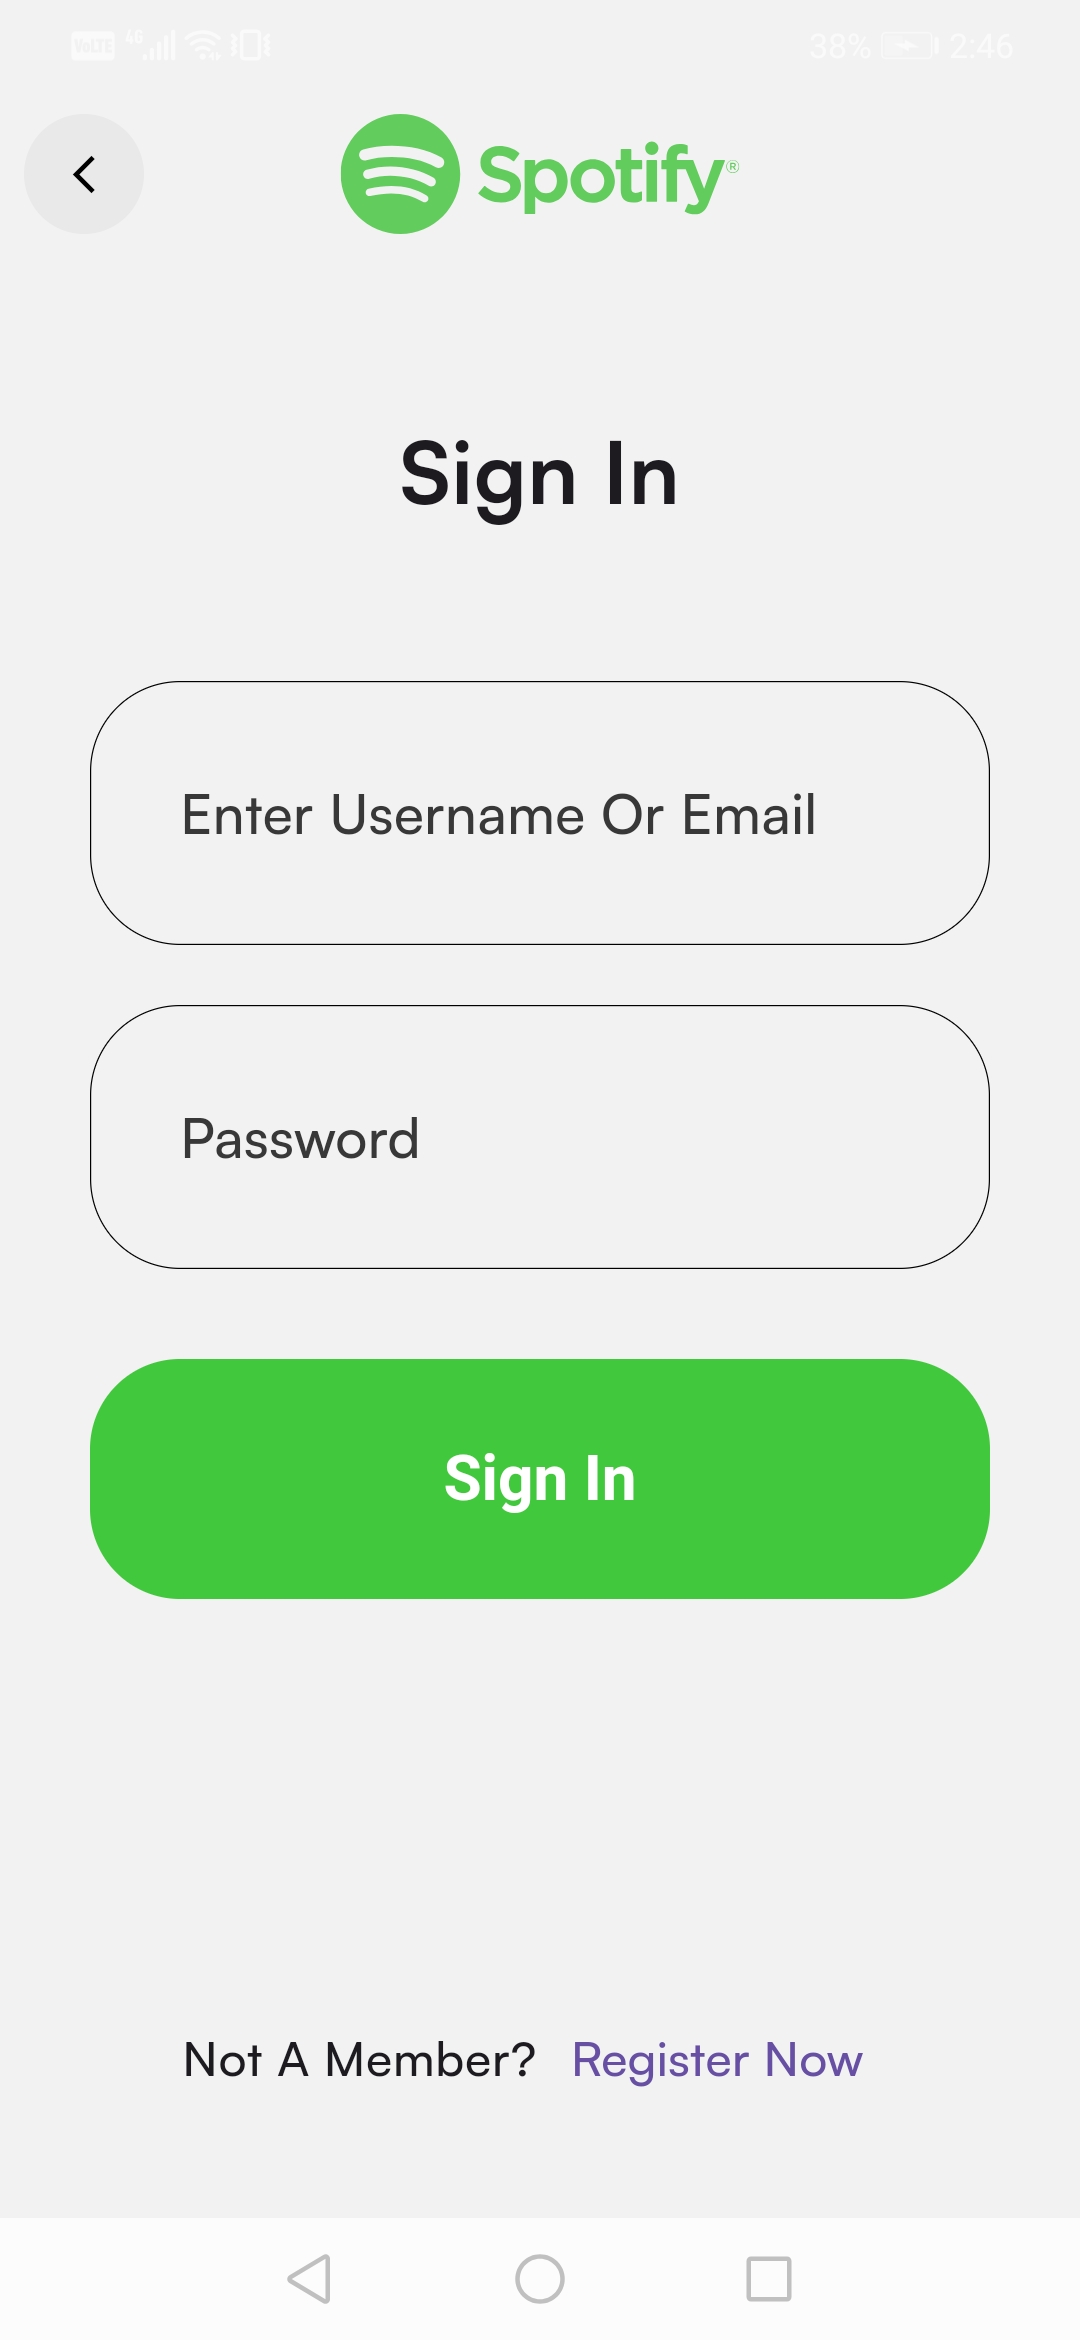 VoLTE 4G 38% 2:46
Spotify®
Sign In
Enter Username Or Email
Password
Sign In
Not A Member? Register Now